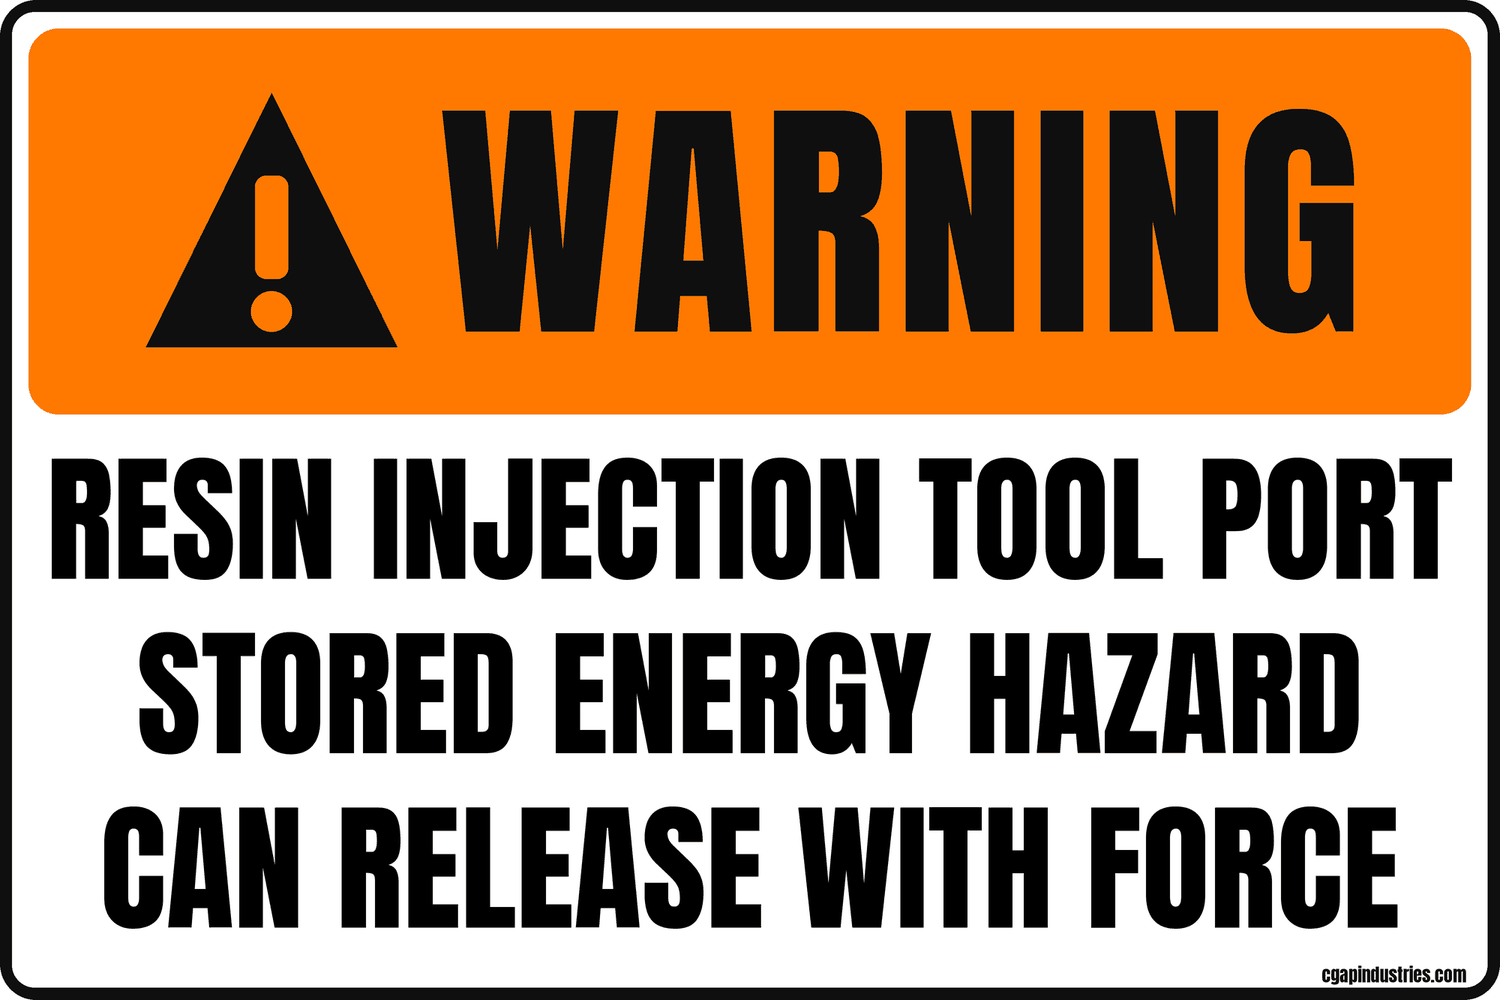 WARNING
RESIN INJECTION TOOL PORT
STORED ENERGY HAZARD
CAN RELEASE WITH FORCE
cgapindustries.com